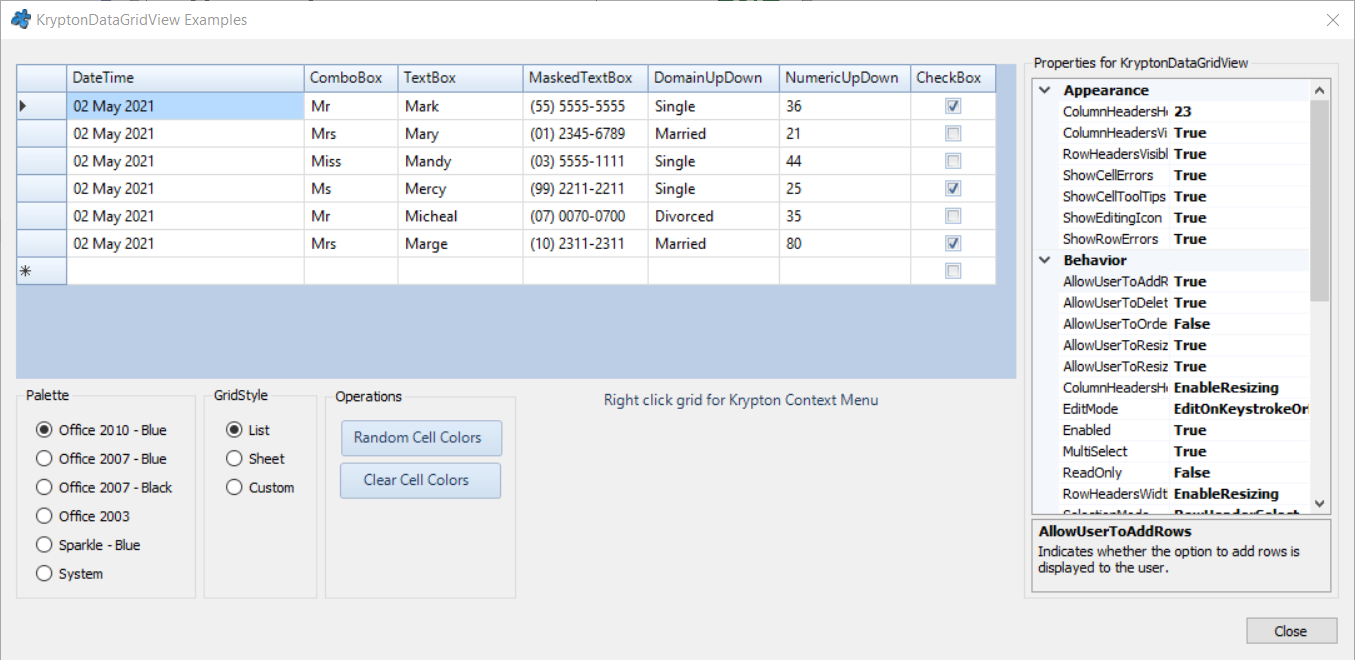 KryptonDataGridView Examples
DateTime ComboBox TextBox MaskedTextBox DomainUpDown NumericUpDown CheckBox
02 May 2021 Mr Mark (55) 5555-5555 Single 36
02 May 2021 Mrs Mary (01) 2345-6789 Married 21
02 May 2021 Miss Mandy (03) 5555-1111 Single 44
02 May 2021 Ms Mercy (99) 2211-2211 Single 25
02 May 2021 Mr Micheal (07) 0070-0700 Divorced 35
02 May 2021 Mrs Marge (10) 2311-2311 Married 80
Palette
Office 2010 - Blue
Office 2007 - Blue
Office 2007 - Black
Office 2003
Sparkle - Blue
System
GridStyle
List
Sheet
Custom
Operations
Random Cell Colors
Clear Cell Colors
Right click grid for Krypton Context Menu
Properties for KryptonDataGridView
Appearance
ColumnHeadersHe 23
ColumnHeadersVi True
RowHeadersVisibl True
ShowCellErrors True
ShowCellToolTips True
ShowEditingIcon True
ShowRowErrors True
Behavior
AllowUserToAddR True
AllowUserToDelet True
AllowUserToOrde False
AllowUserToResiz True
AllowUserToResiz True
ColumnHeadersHe EnableResizing
EditMode EditOnKeystrokeOr
Enabled True
MultiSelect True
ReadOnly False
RowHeadersWidt EnableResizing
SelectionMode RowHeaderSelect
AllowUserToAddRows
Indicates whether the option to add rows is
displayed to the user.
Close